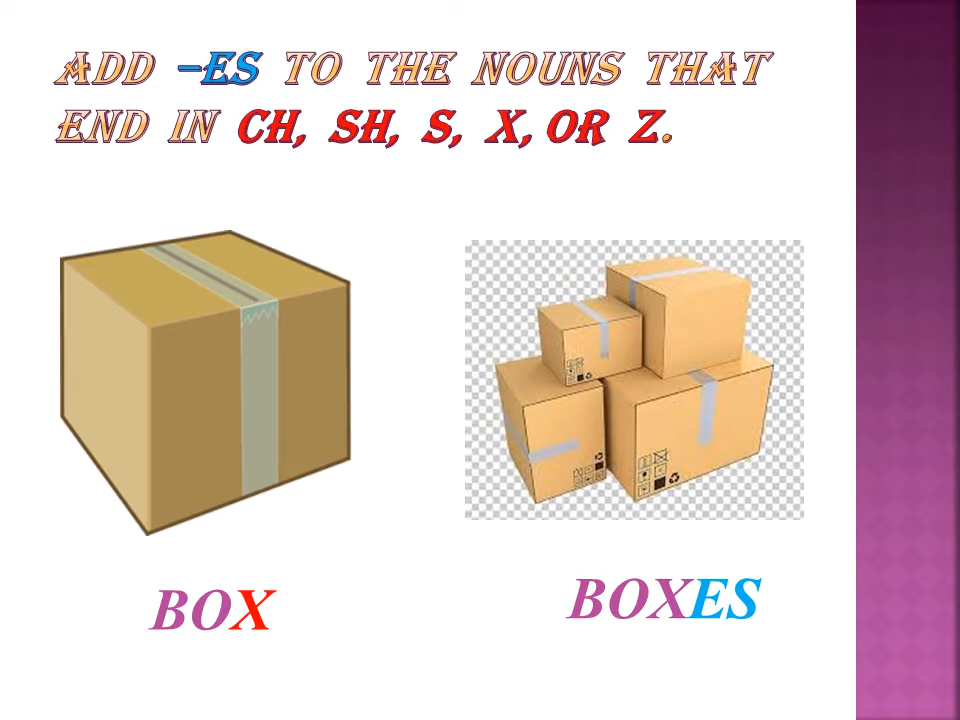 ADD –ES TO THE NOUNS THAT
END IN CH, SH, S, X, OR Z.
BOX
BOXES